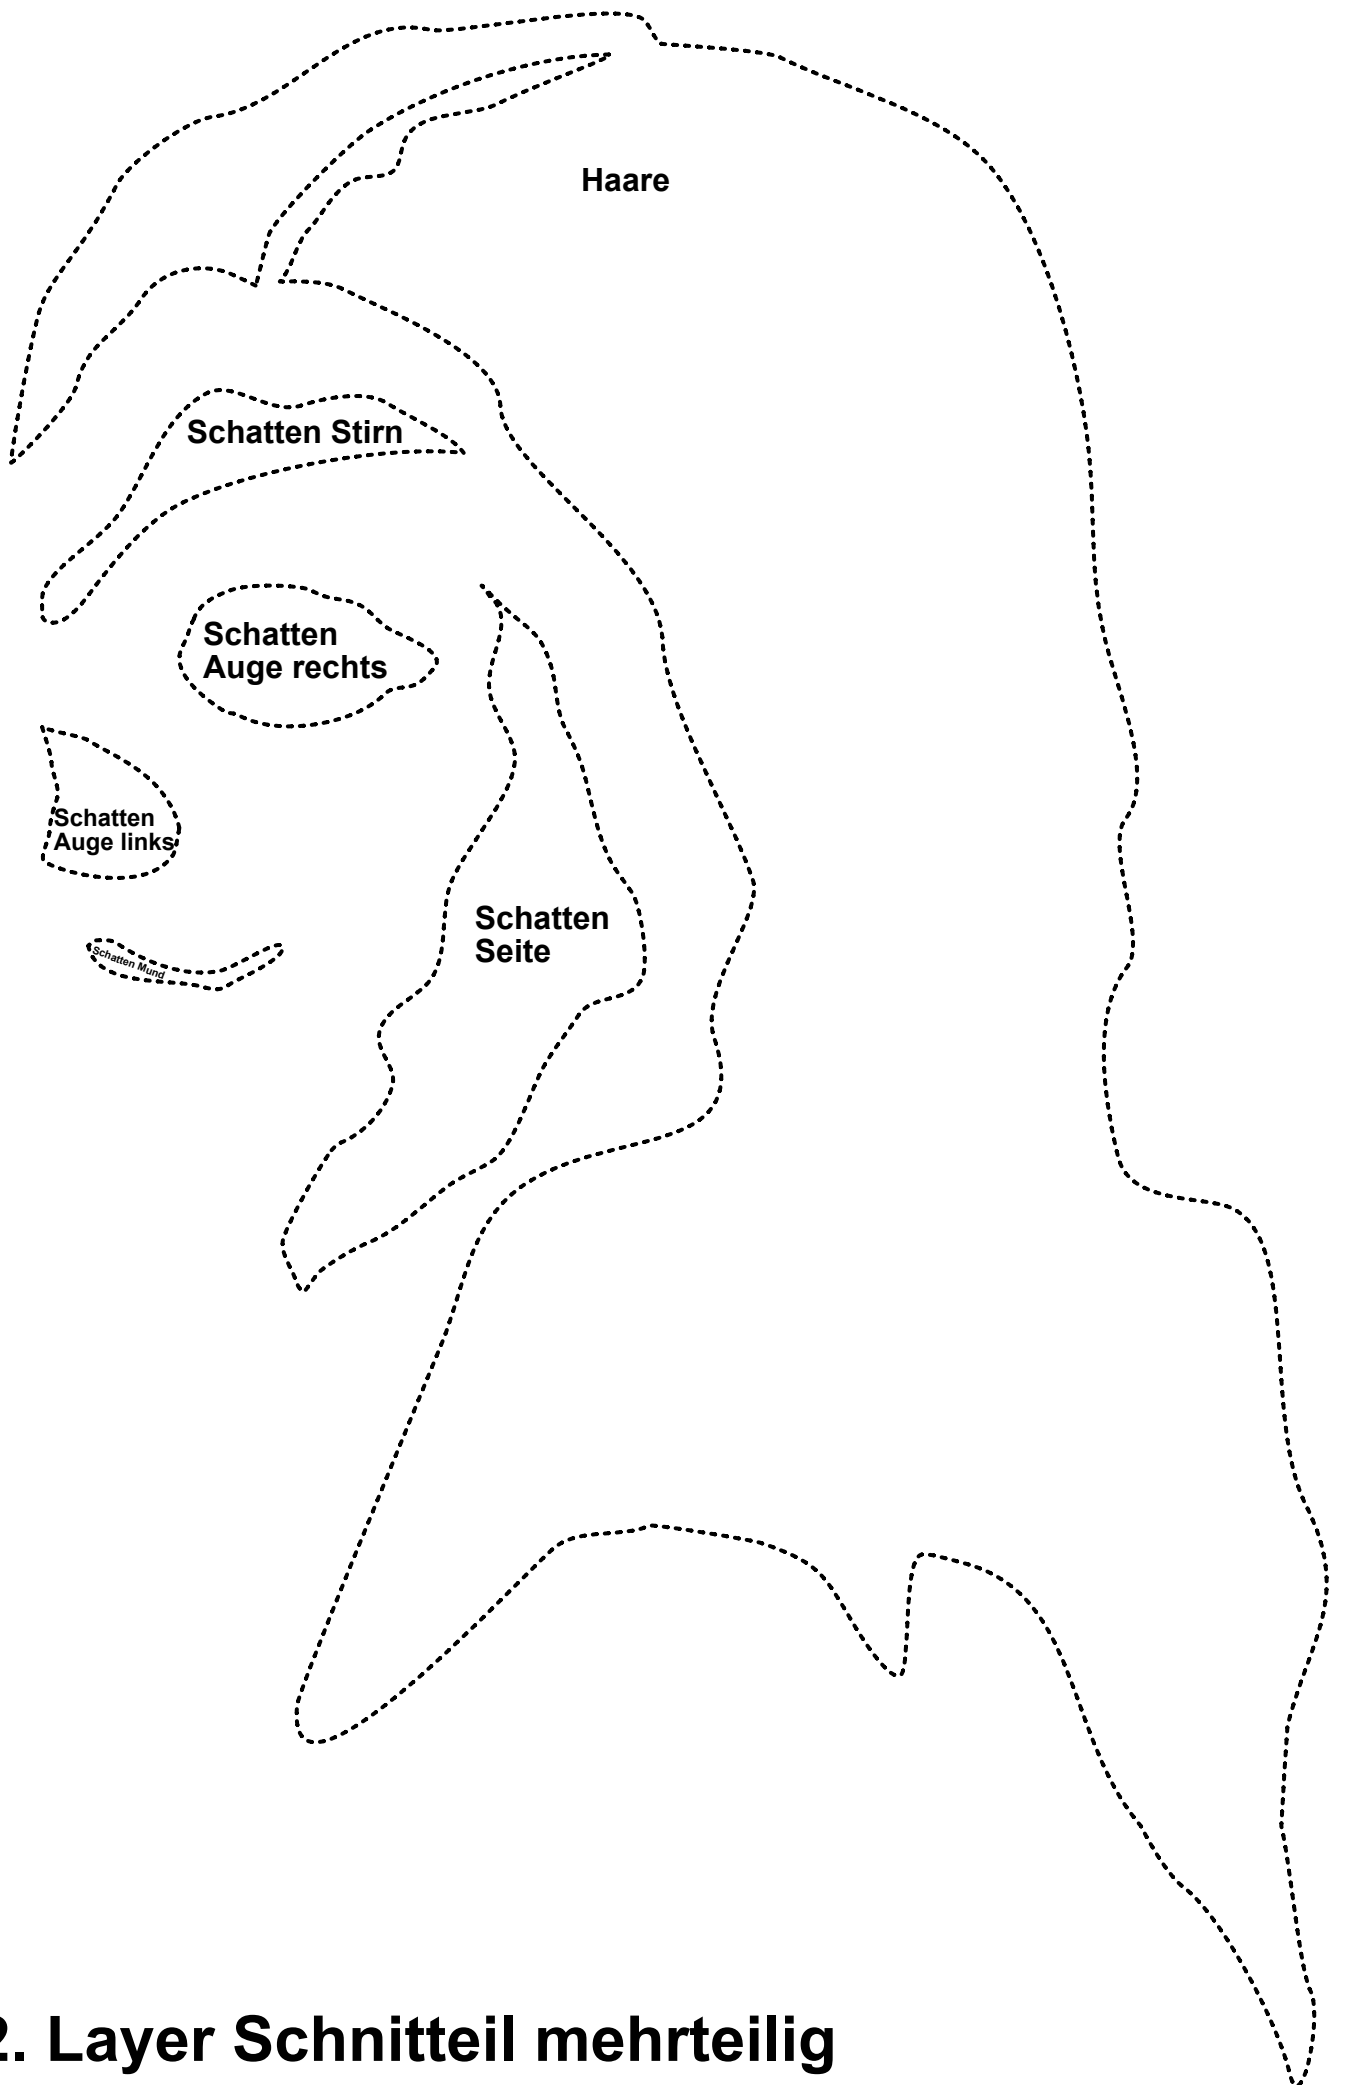 Haare
Schatten Stirn
Schatten
Auge rechts
Schatten
Auge links
Schatten
Seite
Schatten Mund
2. Layer Schnitteil mehrteilig